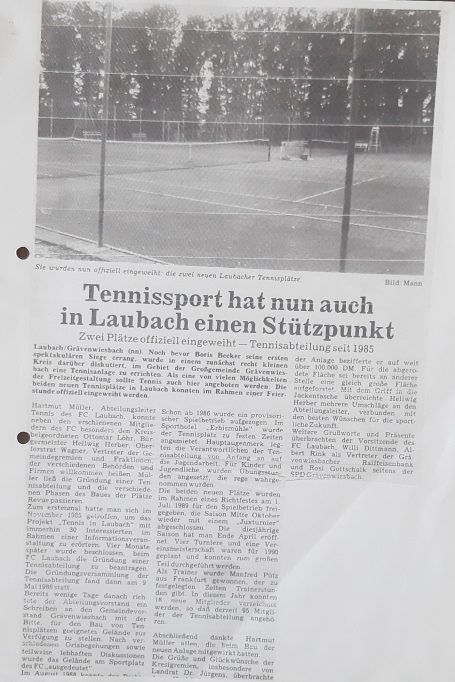 Sie wurden nun offiziell eingeweiht: die zwei neuen Laubacher Tennisplätze.
Bild: Mann
Tennissport hat nun auch
in Laubach einen Stützpunkt
Zwei Plätze offiziell eingeweiht — Tennisabteilung seit 1985
Laubach/Grävenwiesbach (nn). Noch bevor Boris Becker seine ersten
spektakulären Siege errang, wurde in einem zunächst recht kleinen
Kreis darüber diskutiert, im Gebiet der Großgemeinde Grävenwies-
bach eine Tennisanlage zu errichten. Als eine von vielen Möglichkeiten
der Freizeitgestaltung sollte Tennis auch hier angeboten werden. Die
beiden neuen Tennisplätze in Laubach konnten im Rahmen einer Feier-
stunde offiziell eingeweiht werden.
Hartmut Müller, Abteilungsleiter
Tennis des FC Laubach, konnte
neben den erschienenen Mitglie-
dern des FC besonders den Kreis-
beigeordneten Ottomar Löhr, Bür-
germeister Hellwig Herber, Ober-
forstrat Wagner, Vertreter der Ge-
meindegremien und Fraktionen,
der verschiedenen Behörden und
Firmen willkommen heißen. Mül-
ler ließ die Gründung einer Ten-
nisabteilung und die verschiede-
nen Phasen des Baues der Plätze
Revue passieren.
Zum erstenmal hatte man sich im
November 1985 getroffen, um das
Projekt „Tennis in Laubach" mit
immerhin 30 Interessierten im
Rahmen einer Informationsveran-
staltung zu erörtern. Vier Monate
später wurde beschlossen, beim
FC Laubach die Gründung einer
Tennisabteilung zu beantragen.
Die Gründungsversammlung der
Tennisabteilung fand dann am 9.
Mai 1986 statt.
Bereits wenige Tage danach rich-
tete der Abteilungsvorstand ein
Schreiben an den Gemeindevor-
stand Grävenwiesbach mit der
Bitte, für den Bau von Ten-
nisplätzen geeignetes Gelände zur
Verfügung zu stellen. Nach ver-
schiedenen Ortsbegehungen sowie
teilweise lebhaften Diskussionen
wurde das Gelände am Sportplatz
des FC „ausgedeutet".
Im August 1988 konnte der
Schon ab 1986 wurde ein provisori-
scher Spielbetrieb aufgezogen. Im
Sporthotel „Erbismühle" wurde
der Tennisplatz zu festen Zeiten
angemietet. Hauptaugenmerk leg-
ten die Verantwortlichen der Ten-
nisabteilung von Anfang an auf
die Jugendarbeit. Für Kinder und
Jugendliche wurden Übungsstun-
den angesetzt, die rege wahrge-
nommen wurden.
Die beiden neuen Plätze wurden
im Rahmen eines Richtfestes am 1.
Juli 1989 für den Spielbetrieb frei-
gegeben, die Saison Mitte Oktober
wieder mit einem „Juxturnier"
abgeschlossen. Die diesjährige
Saison hat man Ende April eröff-
net. Vier Turniere und eine Ver-
einsmeisterschaft waren für 1990
geplant und konnten zum großen
Teil durchgeführt werden.
Als Trainer wurde Manfred Pütz
aus Frankfurt gewonnen, der zu
festgelegten Zeiten Trainerstun-
den gibt. In diesem Jahr konnten
18 neue Mitglieder verzeichnet
werden, so daß derzeit 95 Mitglie-
der der Tennisabteilung angehö-
ren.
Abschließend dankte Hartmut
Müller allen, die beim Bau der
neuen Anlage mitgewirkt hatten.
Die Grüße und Glückwünsche der
Kreisgremien, insbesondere von
Landrat Dr. Jürgens, überbrachte
der Anlage bezifferte er auf weit
über 100.000 DM. Für die angero-
dete Fläche sei bereits an anderer
Stelle eine gleich große Fläche
aufgeforstet. Mit dem Griff in die
Jackentasche überreichte Hellwig
Herber mehrere Umschläge an den
Abteilungsleiter, verbunden mit
den besten Wünschen für die sport-
liche Zukunft.
Weitere Grußworte und Präsente
überbrachten der Vorsitzende des
FC Laubach, Willi Dittmann, Al-
bert Risk als Vertreter der Grä-
venwiesbacher Raiffeisenbank
und Rosi Gottschalk seitens der
SPD Grävenwiesbach.